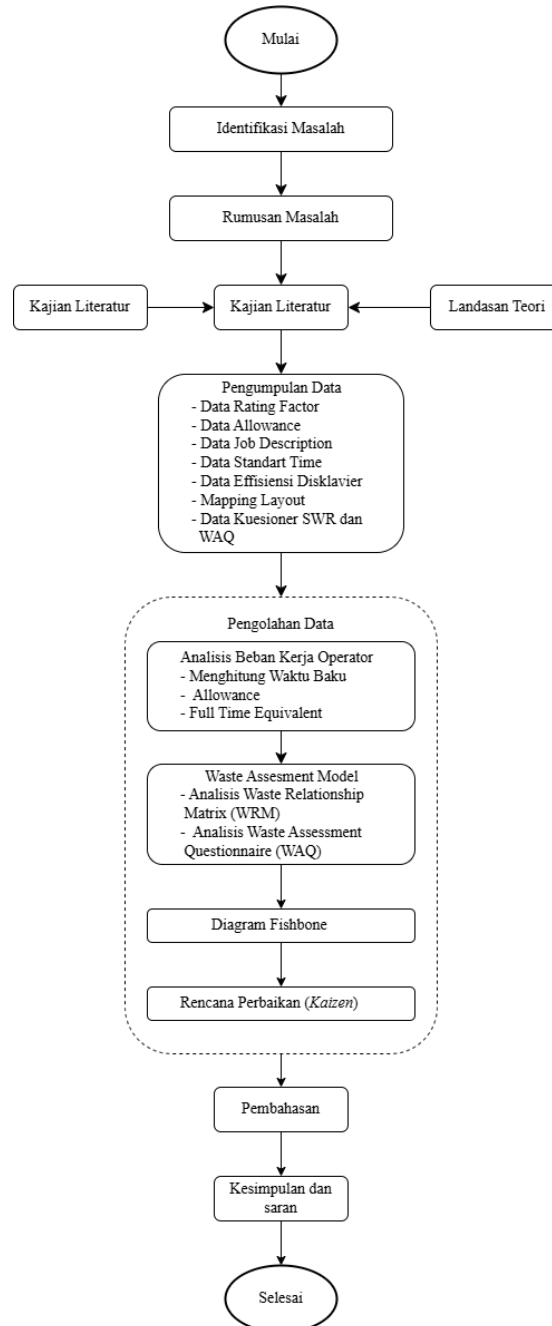 Mulai
Identifikasi Masalah
Rumusan Masalah
Kajian Literatur
Kajian Literatur
Landasan Teori
Pengumpulan Data
- Data Rating Factor
- Data Allowance
- Data Job Description
- Data Standart Time
- Data Effisiensi Disklavier
- Mapping Layout
- Data Kuesioner SWR dan
WAQ
Pengolahan Data
Analisis Beban Kerja Operator
- Menghitung Waktu Baku
- Allowance
- Full Time Equivalent
Waste Assesment Model
- Analisis Waste Relationship
Matrix (WRM)
- Analisis Waste Assessment
Questionnaire (WAQ)
Diagram Fishbone
Rencana Perbaikan (Kaizen)
Pembahasan
Kesimpulan dan
saran
Selesai